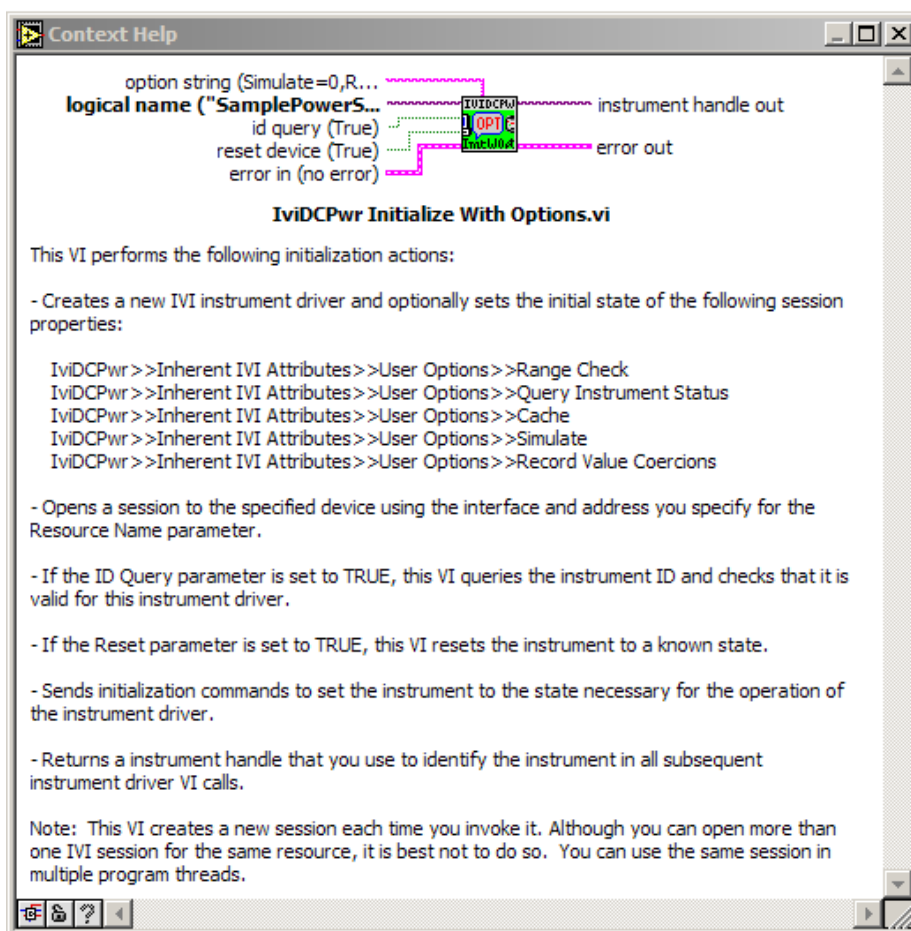 Context Help
option string (Simulate=0,R...
logical name ("SamplePowerS...
id query (True)
reset device (True)
error in (no error)
IVIDCPW
OPT
InitWOpt
instrument handle out
error out
IviDCPwr Initialize With Options.vi
This VI performs the following initialization actions:
- Creates a new IVI instrument driver and optionally sets the initial state of the following session
properties:
IviDCPwr>>Inherent IVI Attributes>>User Options>>Range Check
IviDCPwr>>Inherent IVI Attributes>>User Options>>Query Instrument Status
IviDCPwr>>Inherent IVI Attributes>>User Options>>Cache
IviDCPwr>>Inherent IVI Attributes>>User Options>>Simulate
IviDCPwr>>Inherent IVI Attributes>>User Options>>Record Value Coercions
- Opens a session to the specified device using the interface and address you specify for the
Resource Name parameter.
- If the ID Query parameter is set to TRUE, this VI queries the instrument ID and checks that it is
valid for this instrument driver.
- If the Reset parameter is set to TRUE, this VI resets the instrument to a known state.
- Sends initialization commands to set the instrument to the state necessary for the operation of
the instrument driver.
- Returns a instrument handle that you use to identify the instrument in all subsequent
instrument driver VI calls.
Note:  This VI creates a new session each time you invoke it. Although you can open more than
one IVI session for the same resource, it is best not to do so.  You can use the same session in
multiple program threads.